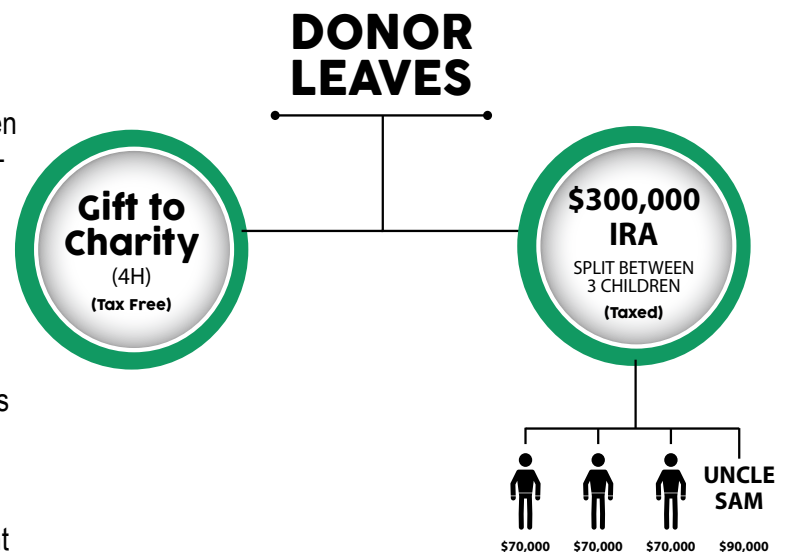 DONOR
LEAVES
en
-
s
t
Gift to
Charity
(4H)
(Tax Free)
$300,000
IRA
SPLIT BETWEEN
3 CHILDREN
(Taxed)
UNCLE
SAM
$70,000 $70,000 $70,000 $90,000